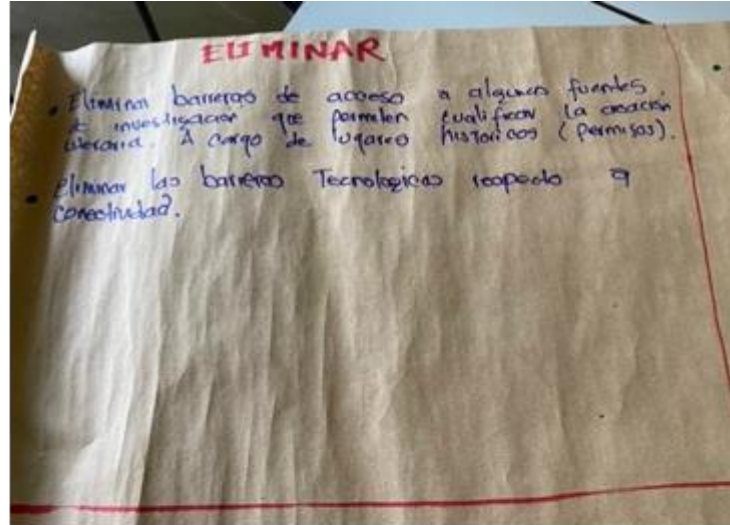 ELIMINAR
• Eliminar barreras de acceso a algunas fuentes
de investigación que permiten cualificar la creación
literaria. A cargo de lugares historicos (permisos).
• Eliminar las barreras Tecnologicas respecto a
conectividad.